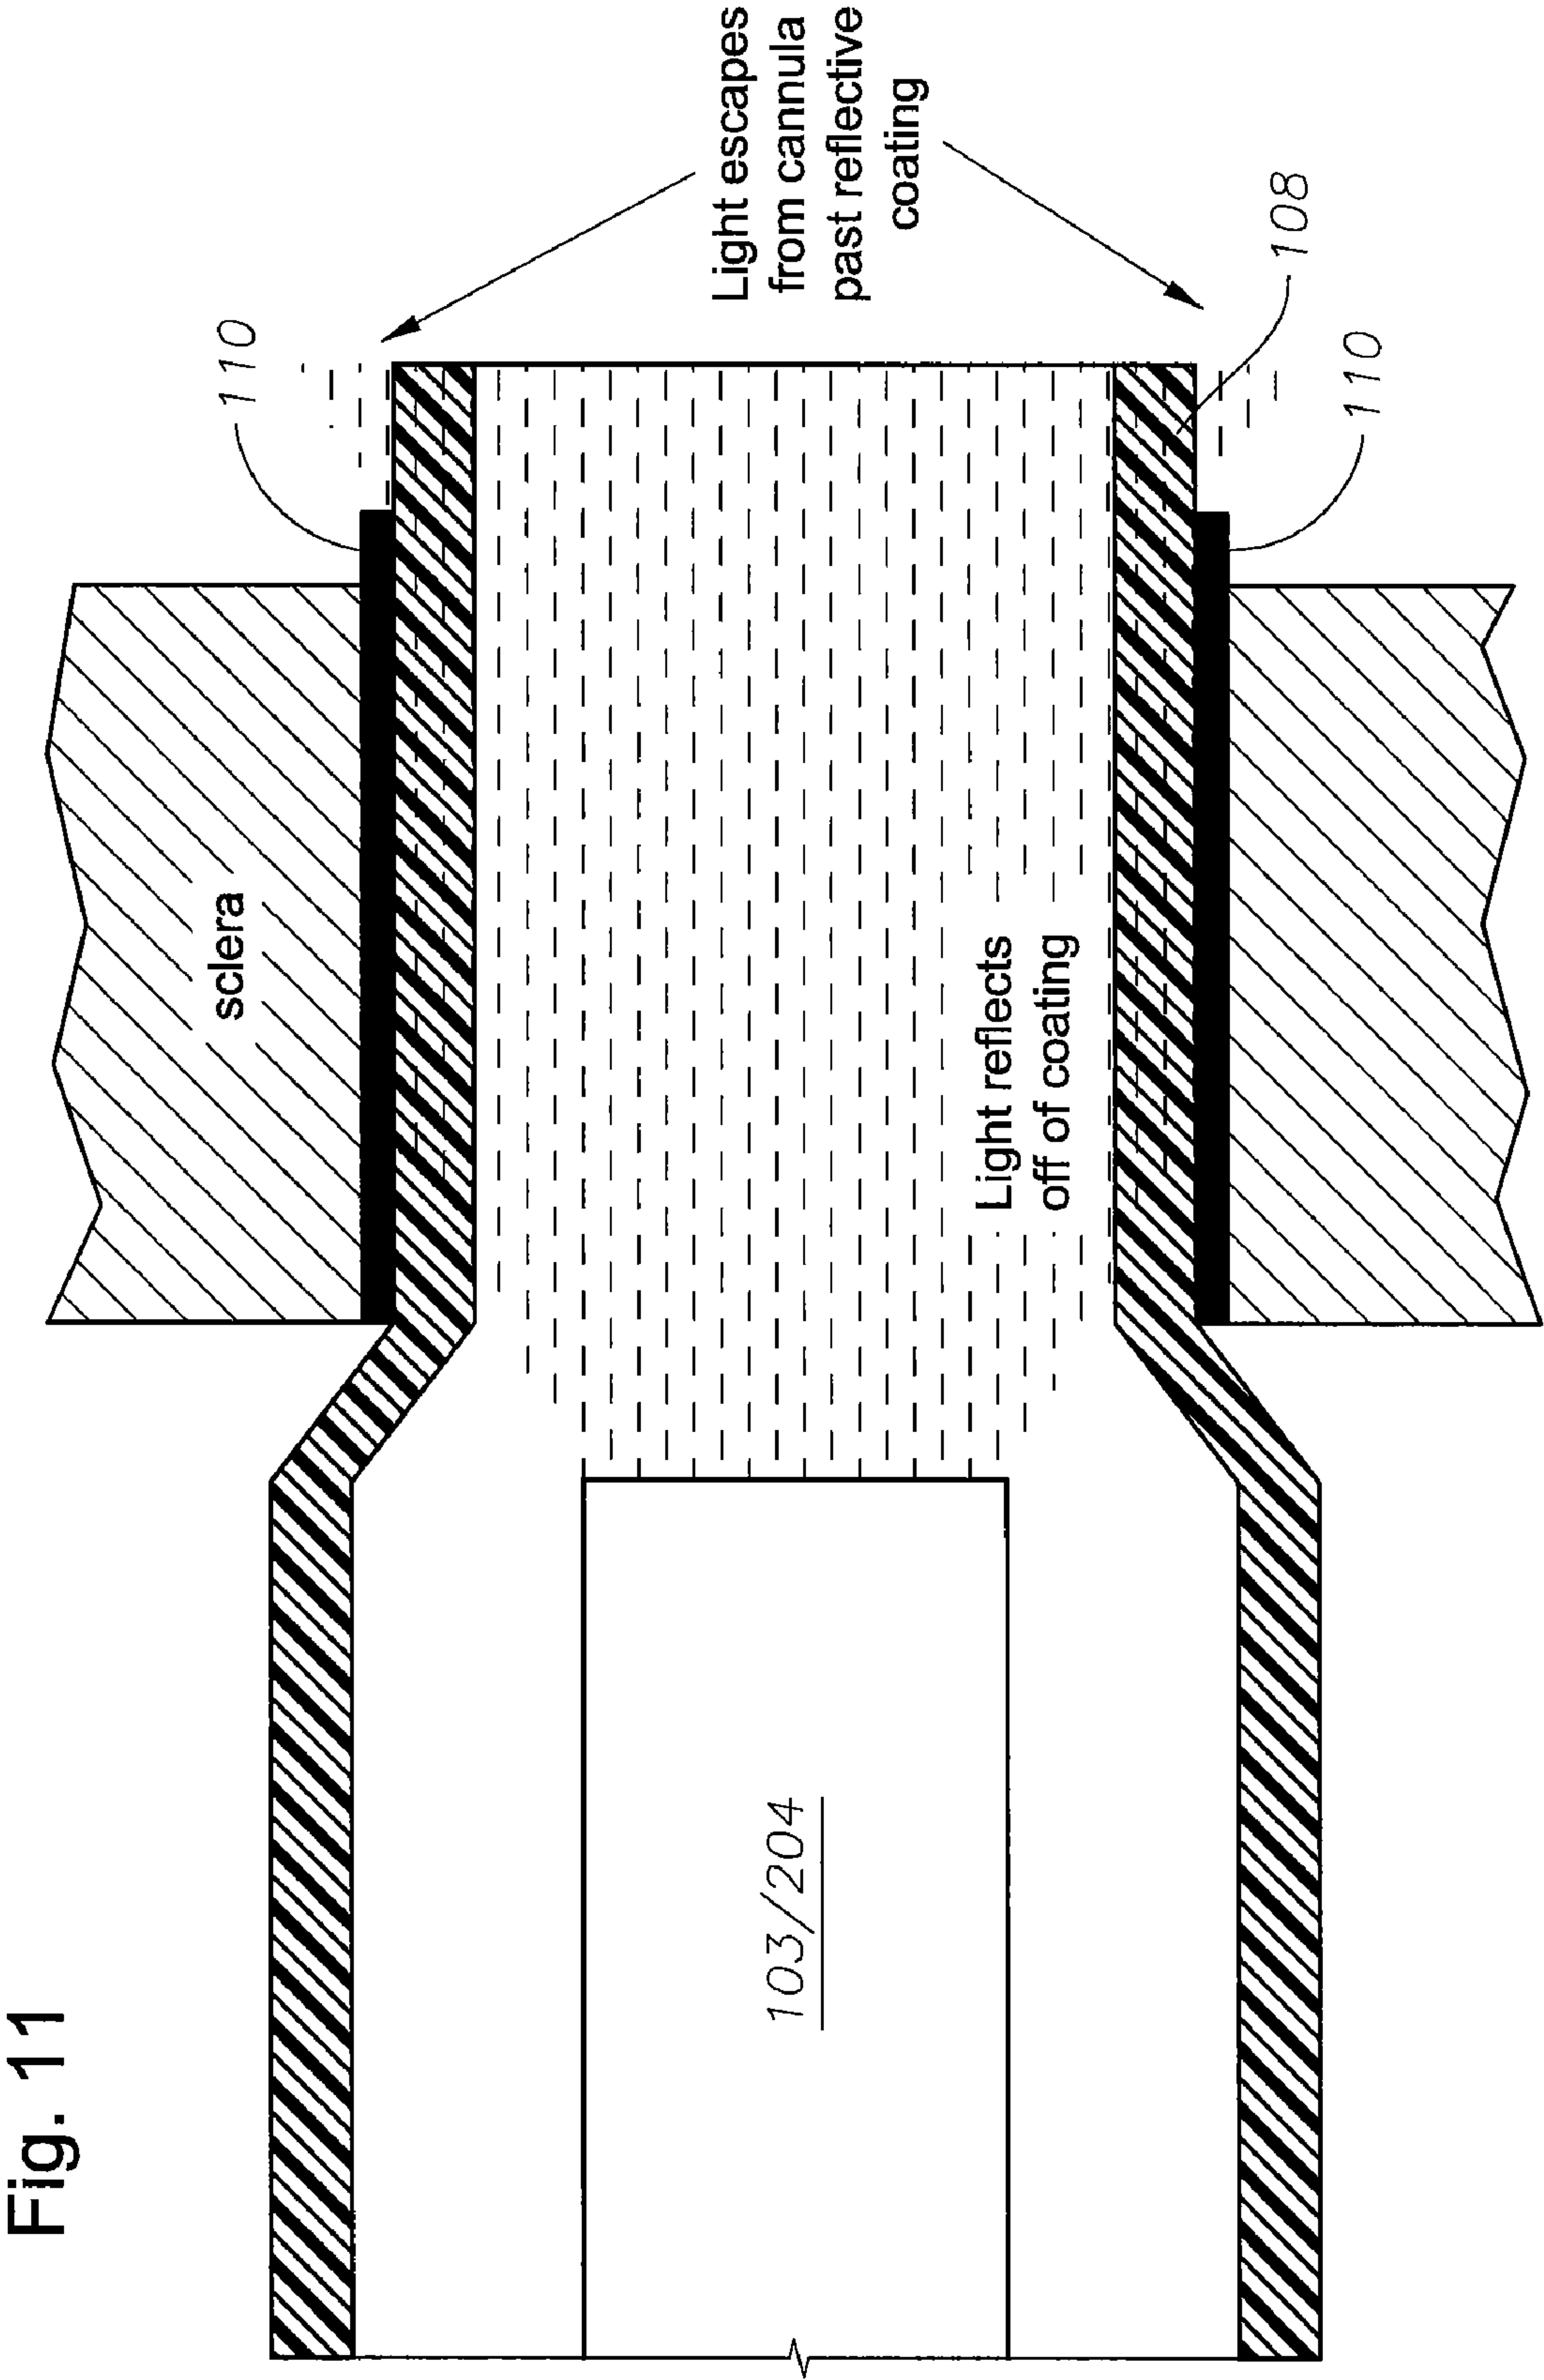 Fig. 11
110
sclera
103/204
Light reflects
off of coating
Light escapes
from cannula
past reflective
coating
108
110